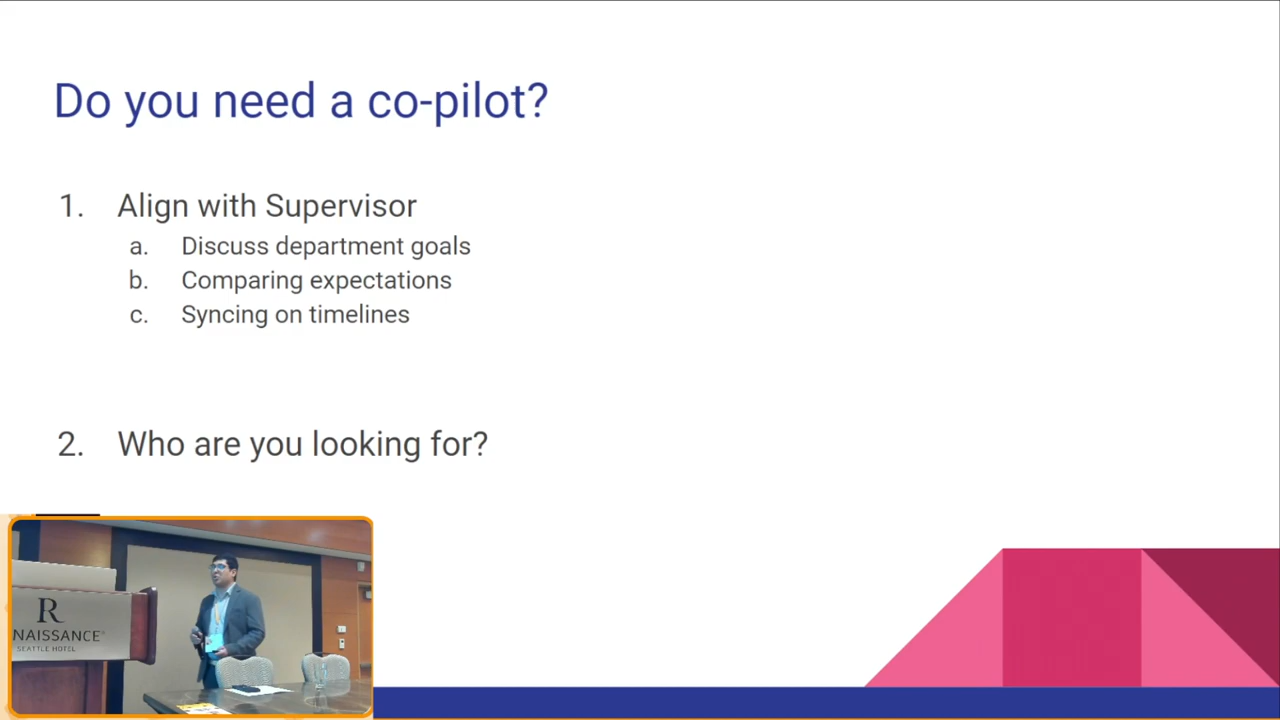 Do you need a co-pilot?
1. Align with Supervisor
a. Discuss department goals
b. Comparing expectations
c. Syncing on timelines
2. Who are you looking for?
R
NAISSANCE
SEATTLE HOTEL